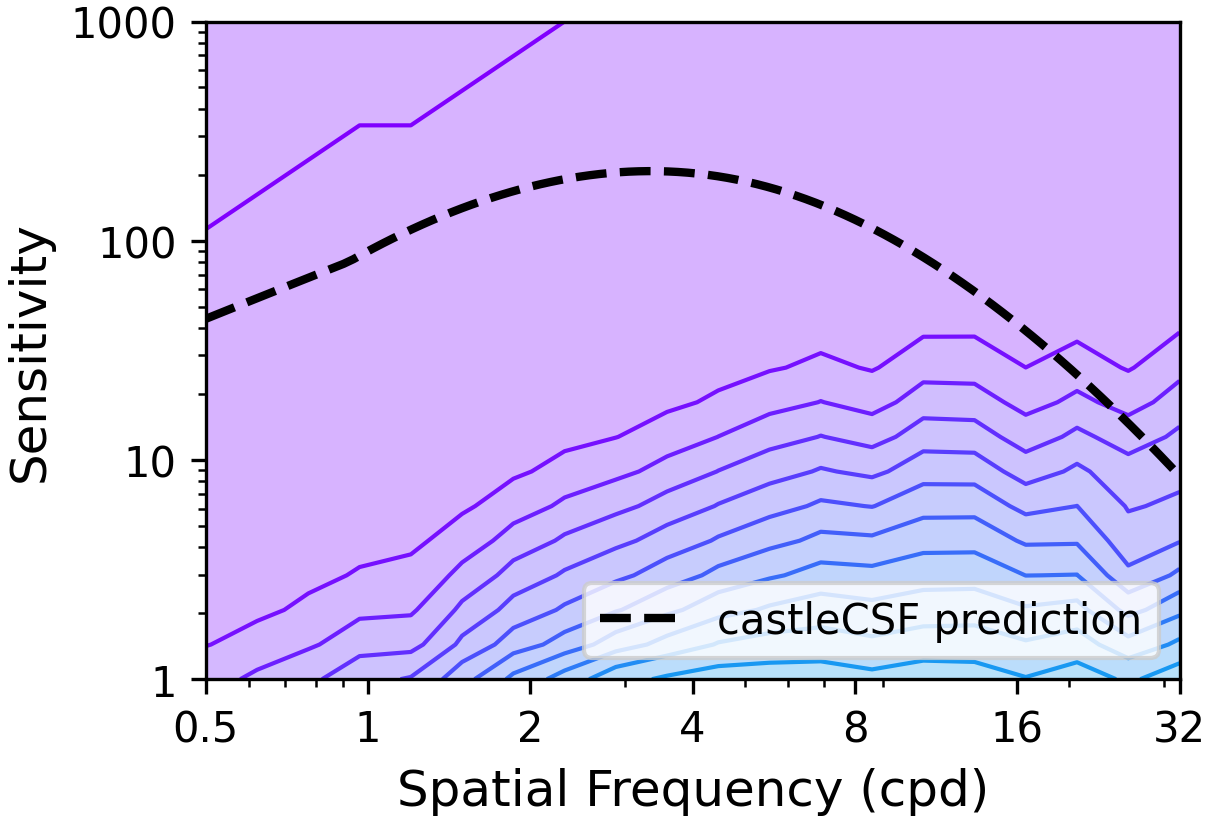 1000
100
10
1
Sensitivity
castleCSF prediction
0.5 1 2 4 8 16 32
Spatial Frequency (cpd)